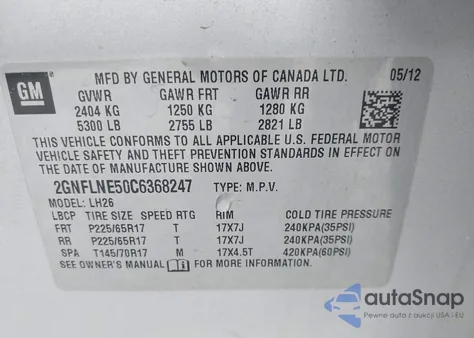 GM
MFD BY GENERAL MOTORS OF CANADA LTD. 05/12
GVWR GAWR FRT GAWR RR
2404 KG 1250 KG 1280 KG
5300 LB 2755 LB 2821 LB
THIS VEHICLE CONFORMS TO ALL APPLICABLE U.S. FEDERAL MOTOR
VEHICLE SAFETY AND THEFT PREVENTION STANDARDS IN EFFECT ON
THE DATE OF MANUFACTURE SHOWN ABOVE.
2GNFLNE50C6368247 TYPE: M.P.V.
MODEL: LH26
LBCP TIRE SIZE SPEED RTG RIM COLD TIRE PRESSURE
FRT P225/65R17 T 17X7J 240KPA(35PSI)
RR P225/65R17 T 17X7J 240KPA(35PSI)
SPA T145/70R17 M 17X4.5T 420KPA(60PSI)
SEE OWNER'S MANUAL FOR MORE INFORMATION.
autoSnap
Pewne auta z USA i EU